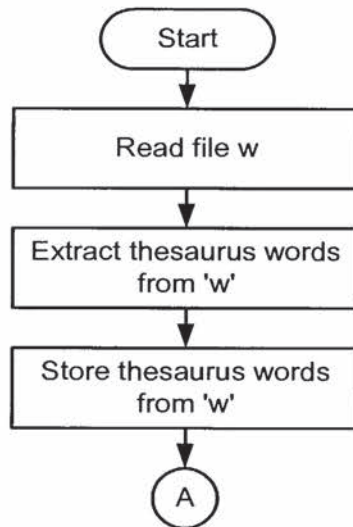 Start
Read file w
Extract thesaurus words
from 'w'
Store thesaurus words
from 'w'
A